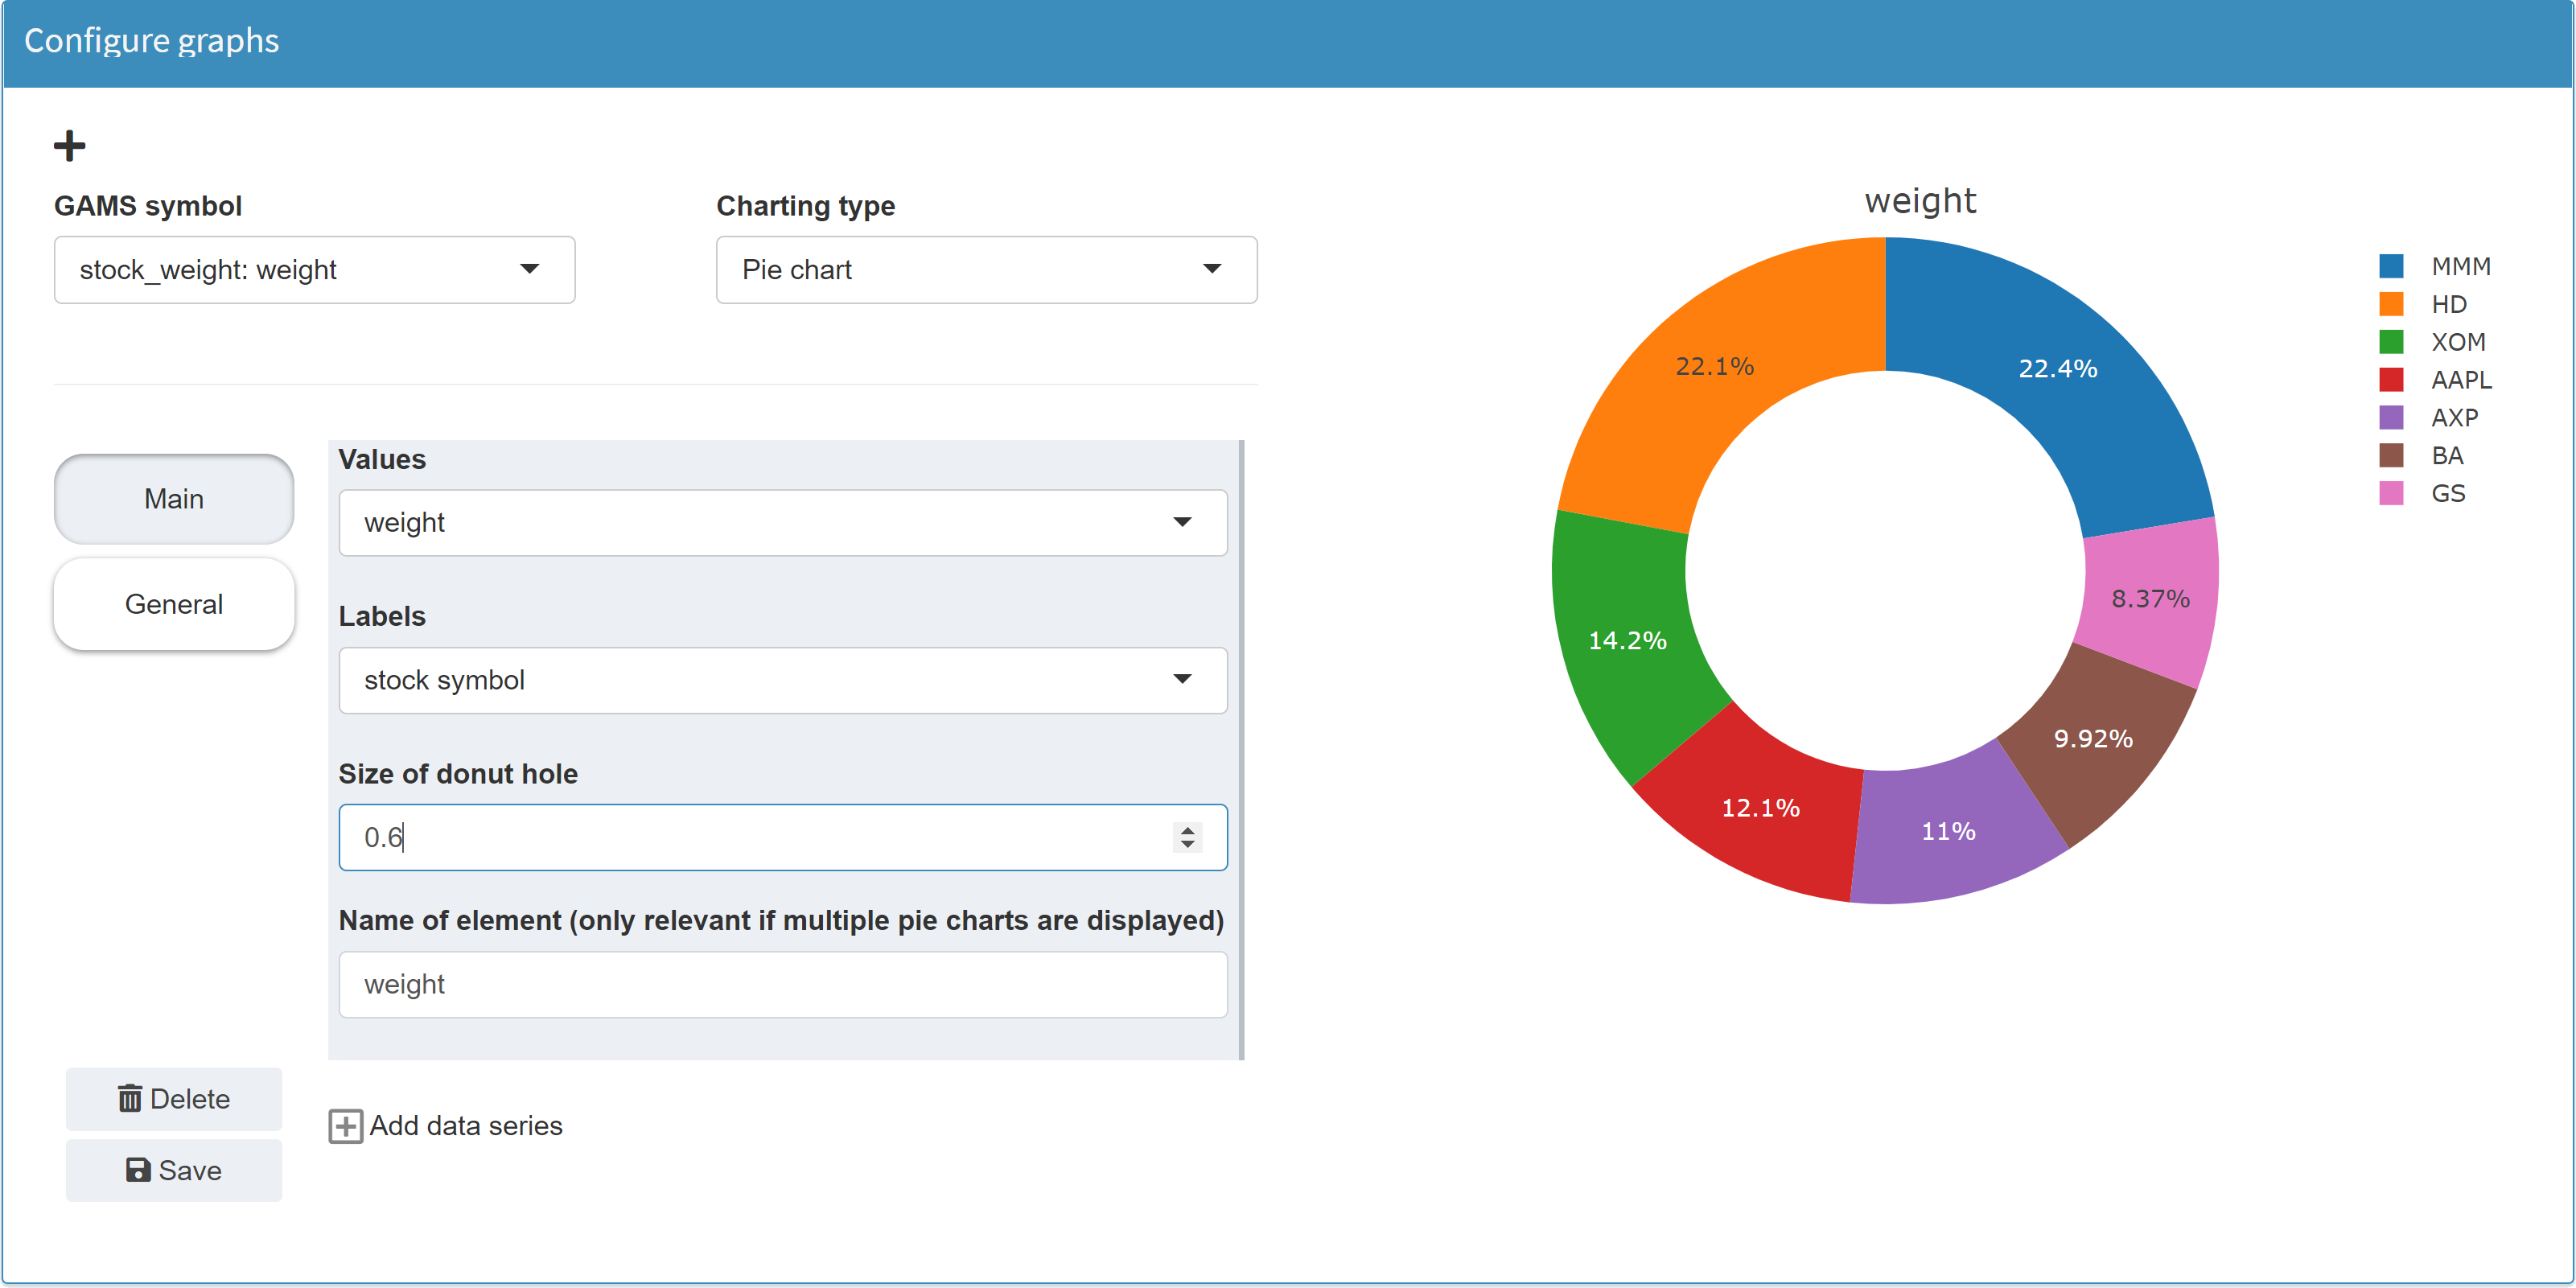 Configure graphs
GAMS symbol
stock_weight: weight
Charting type
Pie chart
Main
General
Values
weight
Labels
stock symbol
Size of donut hole
0.6
Name of element (only relevant if multiple pie charts are displayed)
weight
Delete
Save
Add data series
weight
22.1%
22.4%
14.2%
8.37%
12.1%
11%
9.92%
MMM
HD
XOM
AAPL
AXP
BA
GS